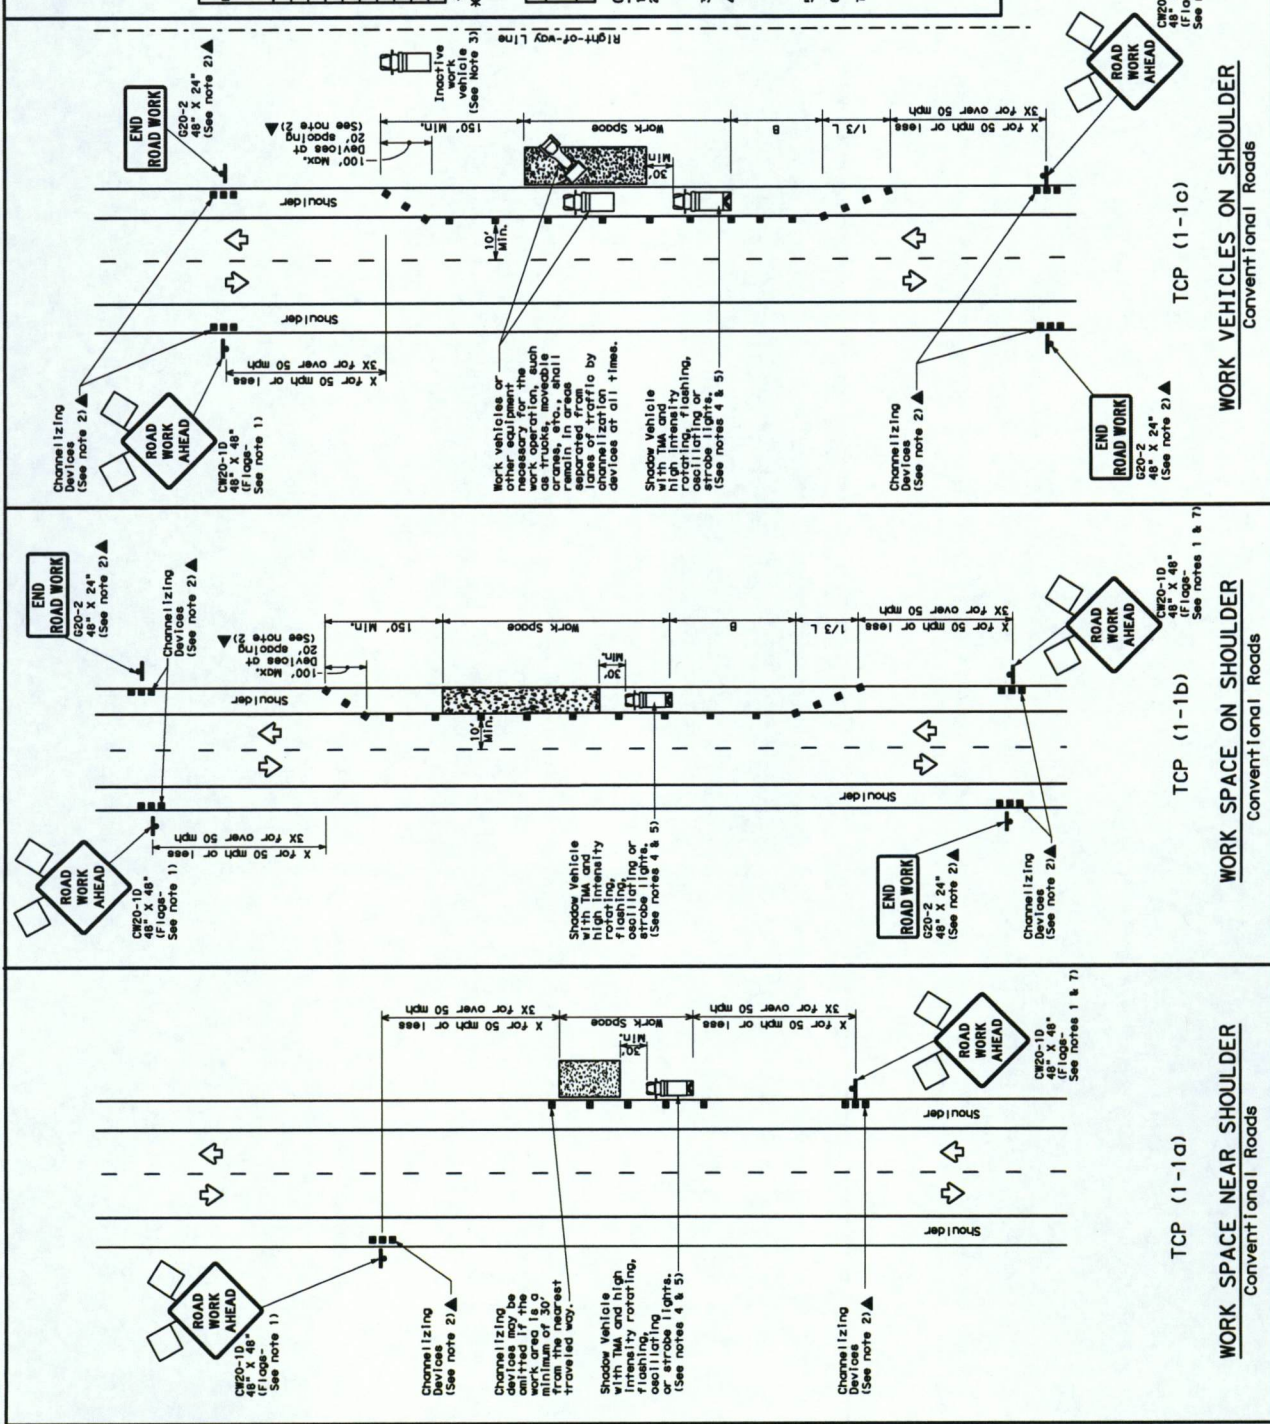 ROAD
WORK
AHEAD
CW20-1D
48" X 48"
(Flags-
See note 1)
Channelizing
Devices
(See note 2)▲
Channelizing
devices may be
omitted if the
work area is a
minimum of 30'
from the nearest
traveled way.
Shadow Vehicle
with TMA and high
intensity rotating,
flashing,
oscillating
or strobe lights.
(See notes 4 & 5)
Channelizing
Devices
(See note 2)▲
Shoulder
Shoulder
X for 50 mph or less
3X for over 50 mph
Work Space
30'
Min.
X for 50 mph or less
3X for over 50 mph
ROAD
WORK
AHEAD
CW20-1D
48" X 48"
(Flags-
See notes 1 & 7)
TCP (1-1a)
WORK SPACE NEAR SHOULDER
Conventional Roads
ROAD
WORK
AHEAD
CW20-1D
48" X 48"
(Flags-
See note 1)
END
ROAD WORK
G20-2
48" X 24"
(See note 2)▲
Channelizing
Devices
(See note 2)▲
X for 50 mph or less
3X for over 50 mph
Shoulder
100' Max.
Devices at
20' spacing
(See note 2)▲
150' Min.
Work Space
10'
Min.
30'
Min.
B
1/3 L
X for 50 mph or less
3X for over 50 mph
Shadow Vehicle
with TMA and
high intensity
rotating,
flashing,
oscillating or
strobe lights.
(See notes 4 & 5)
Shoulder
END
ROAD WORK
G20-2
48" X 24"
(See note 2)▲
Channelizing
Devices
(See note 2)▲
ROAD
WORK
AHEAD
CW20-1D
48" X 48"
(Flags-
See notes 1 & 7)
TCP (1-1b)
WORK SPACE ON SHOULDER
Conventional Roads
Channelizing
Devices
(See note 2)▲
ROAD
WORK
AHEAD
CW20-1D
48" X 48"
(Flags-
See note 1)
END
ROAD WORK
G20-2
48" X 24"
(See note 2)▲
X for 50 mph or less
3X for over 50 mph
Shoulder
Shoulder
100' Max.
Devices at
20' spacing
(See note 2)▲
150' Min.
Inactive
work
vehicle
(See Note 3)
Right-of-way Line
Work Space
10'
Min.
30'
Min.
B
1/3 L
X for 50 mph or less
3X for over 50 mph
Work vehicles or
other equipment
necessary for the
work operation, such
as trucks, moveable
cranes, etc., shall
remain in areas
separated from
lanes of traffic by
channelization
devices at all times.
Shadow Vehicle
with TMA and
high intensity
rotating, flashing,
oscillating or
strobe lights.
(See notes 4 & 5)
Channelizing
Devices
(See note 2)▲
END
ROAD WORK
G20-2
48" X 24"
(See note 2)▲
ROAD
WORK
AHEAD
48"
TCP (1-1c)
WORK VEHICLES ON SHOULDER
Conventional Roads